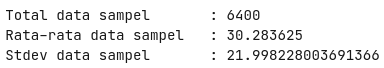 Total data sampel : 6400
Rata-rata data sampel : 30.283625
Stdev data sampel : 21.998228003691366